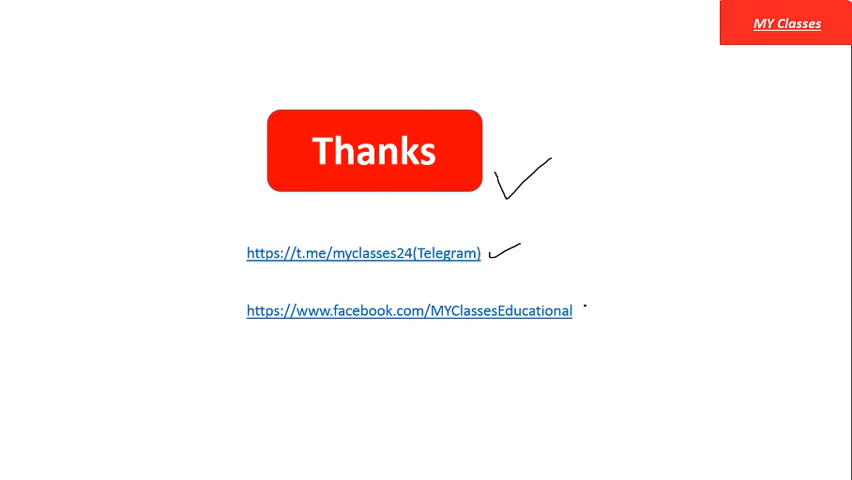 MY Classes
Thanks
https://t.me/myclasses24(Telegram)
https://www.facebook.com/MYClassesEducational